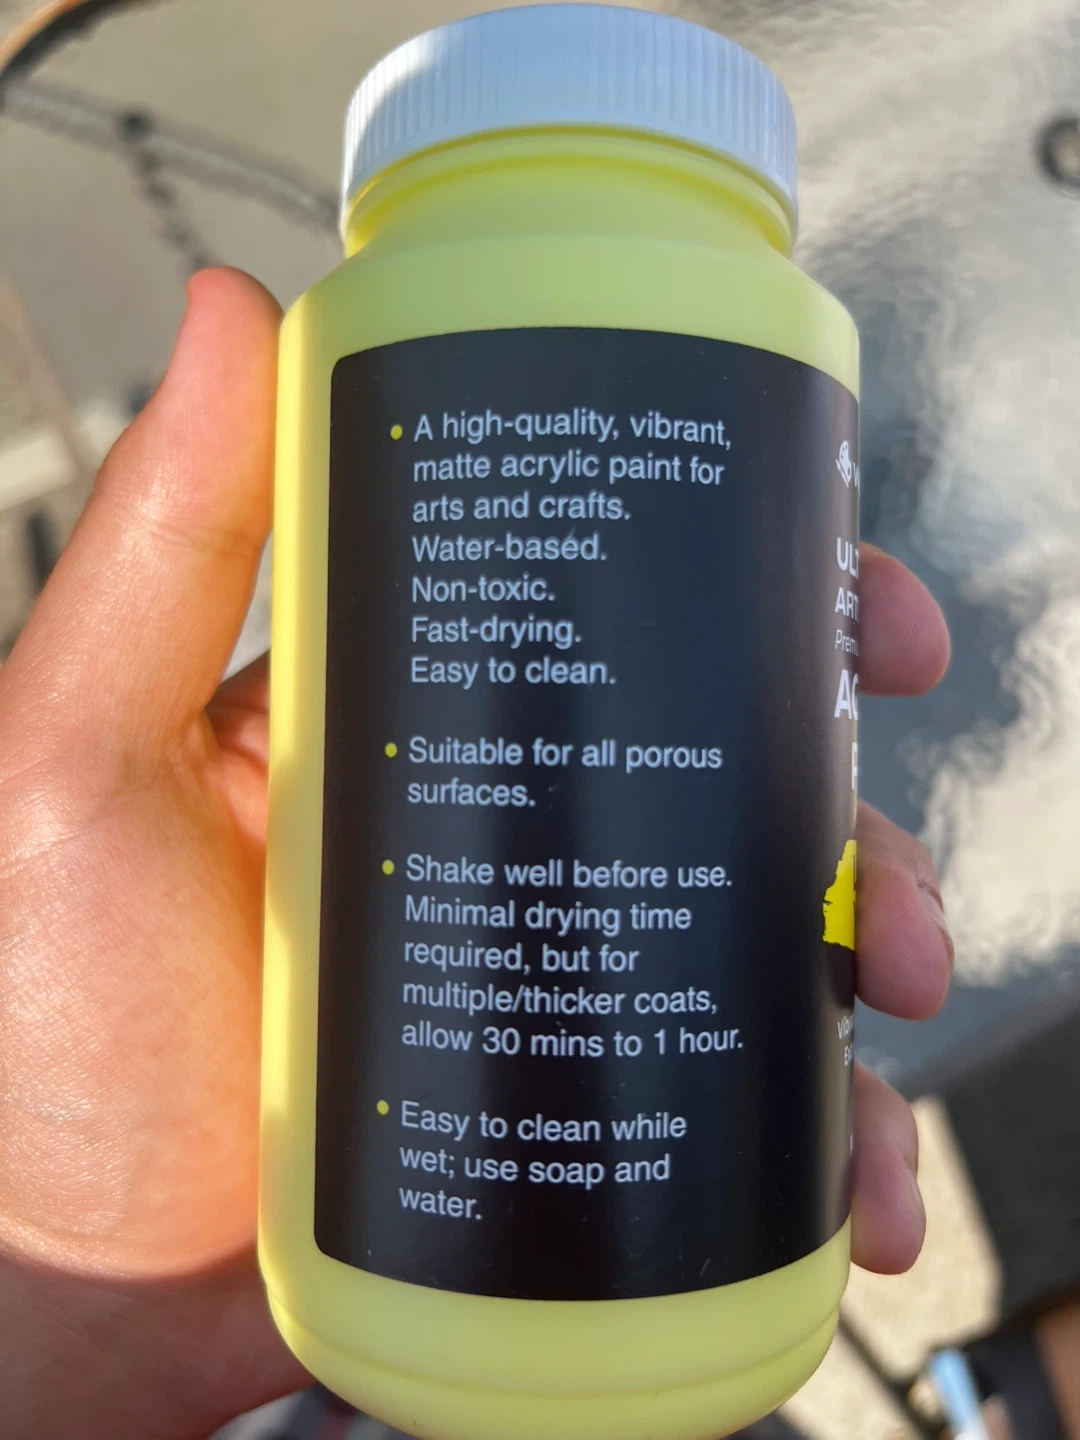 A high-quality, vibrant,
matte acrylic paint for
arts and crafts.
Water-based.
Non-toxic.
Fast-drying.
Easy to clean.
Suitable for all porous
surfaces.
Shake well before use.
Minimal drying time
required, but for
multiple/thicker coats,
allow 30 mins to 1 hour.
Easy to clean while
wet; use soap and
water.